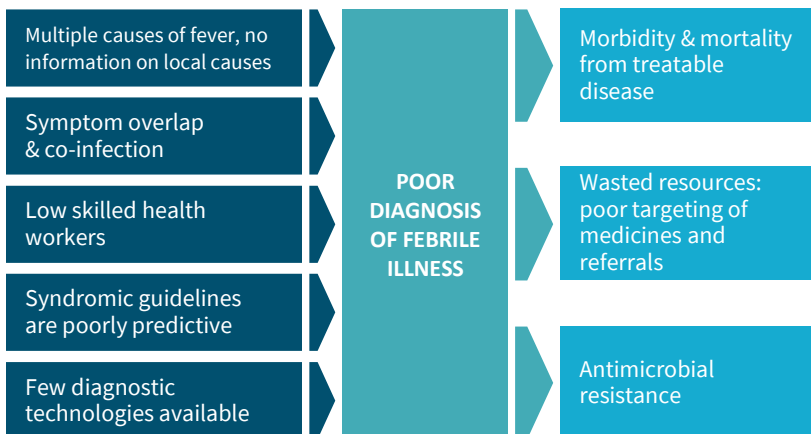 Multiple causes of fever, no
information on local causes
Symptom overlap
& co-infection
Low skilled health
workers
Syndromic guidelines
are poorly predictive
Few diagnostic
technologies available
POOR
DIAGNOSIS
OF FEBRILE
ILLNESS
Morbidity & mortality
from treatable
disease
Wasted resources:
poor targeting of
medicines and
referrals
Antimicrobial
resistance